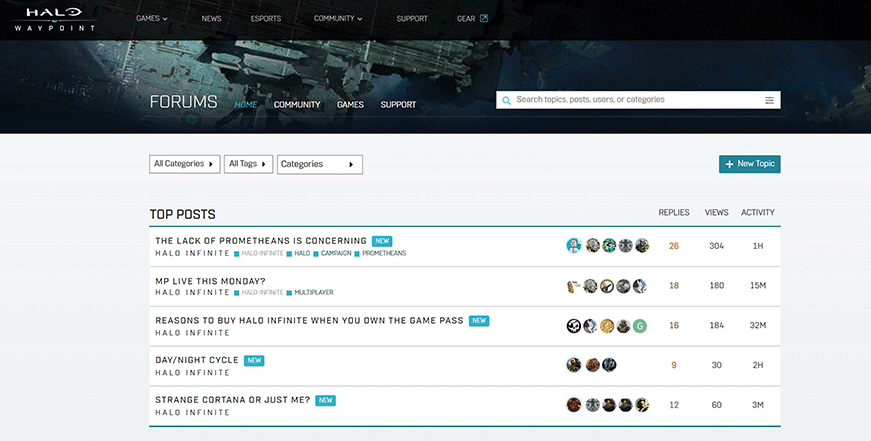 HALO
WAYPOINT
GAMES NEWS ESPORTS COMMUNITY SUPPORT GEAR
FORUMS HOME COMMUNITY GAMES SUPPORT
Search topics, posts, users, or categories
All Categories All Tags Categories + New Topic
TOP POSTS REPLIES VIEWS ACTIVITY
THE LACK OF PROMETHEANS IS CONCERNING NEW
HALO INFINITE HALO-INFINITE HALO CAMPAIGN PROMETHEANS
26 304 1H
MP LIVE THIS MONDAY?
HALO INFINITE HALO-INFINITE MULTIPLAYER
18 180 15M
REASONS TO BUY HALO INFINITE WHEN YOU OWN THE GAME PASS NEW
HALO INFINITE
G 16 184 32M
DAY/NIGHT CYCLE NEW
HALO INFINITE
9 30 2H
STRANGE CORTANA OR JUST ME? NEW
HALO INFINITE
12 60 3M